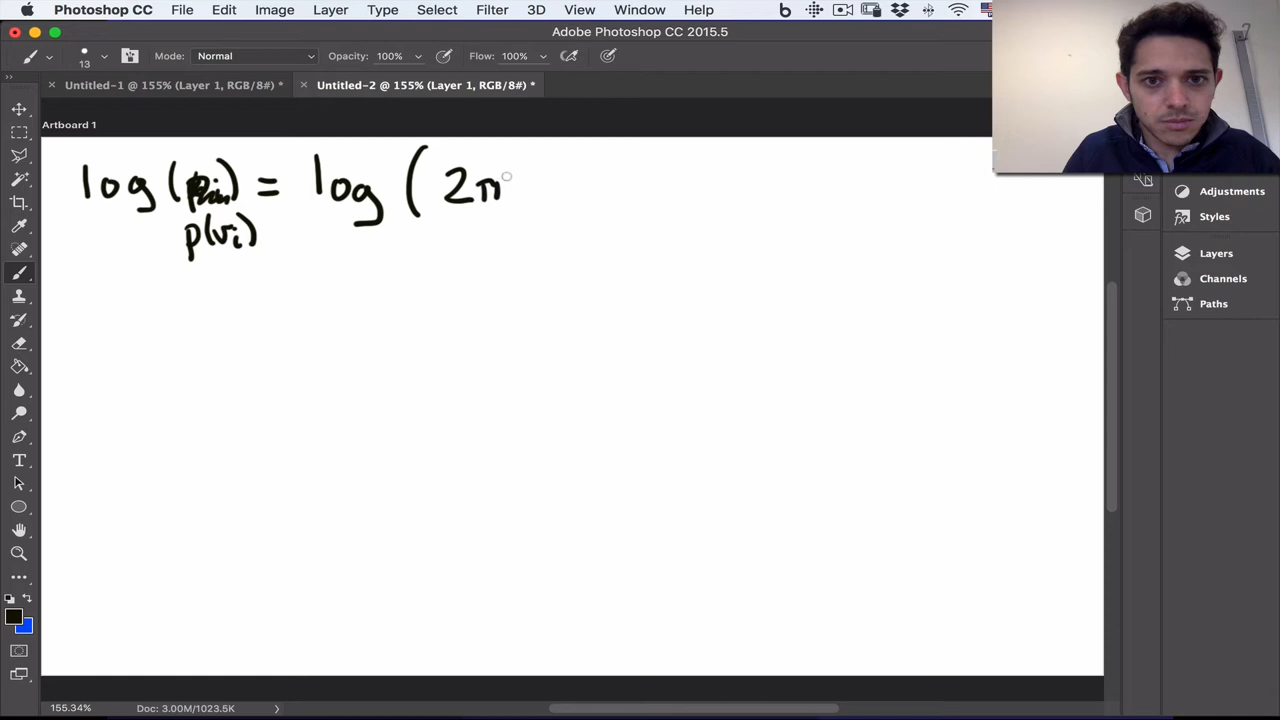 Photoshop CC File Edit Image Layer Type Select Filter 3D View Window Help
Adobe Photoshop CC 2015.5
13 Mode: Normal Opacity: 100% Flow: 100%
Untitled-1 @ 155% (Layer 1, RGB/8#) * Untitled-2 @ 155% (Layer 1, RGB/8#) *
Artboard 1
log ( ) = log ( 2π
p(vᵢ)
Adjustments
Styles
Layers
Channels
Paths
155.34% Doc: 3.00M/1023.5K